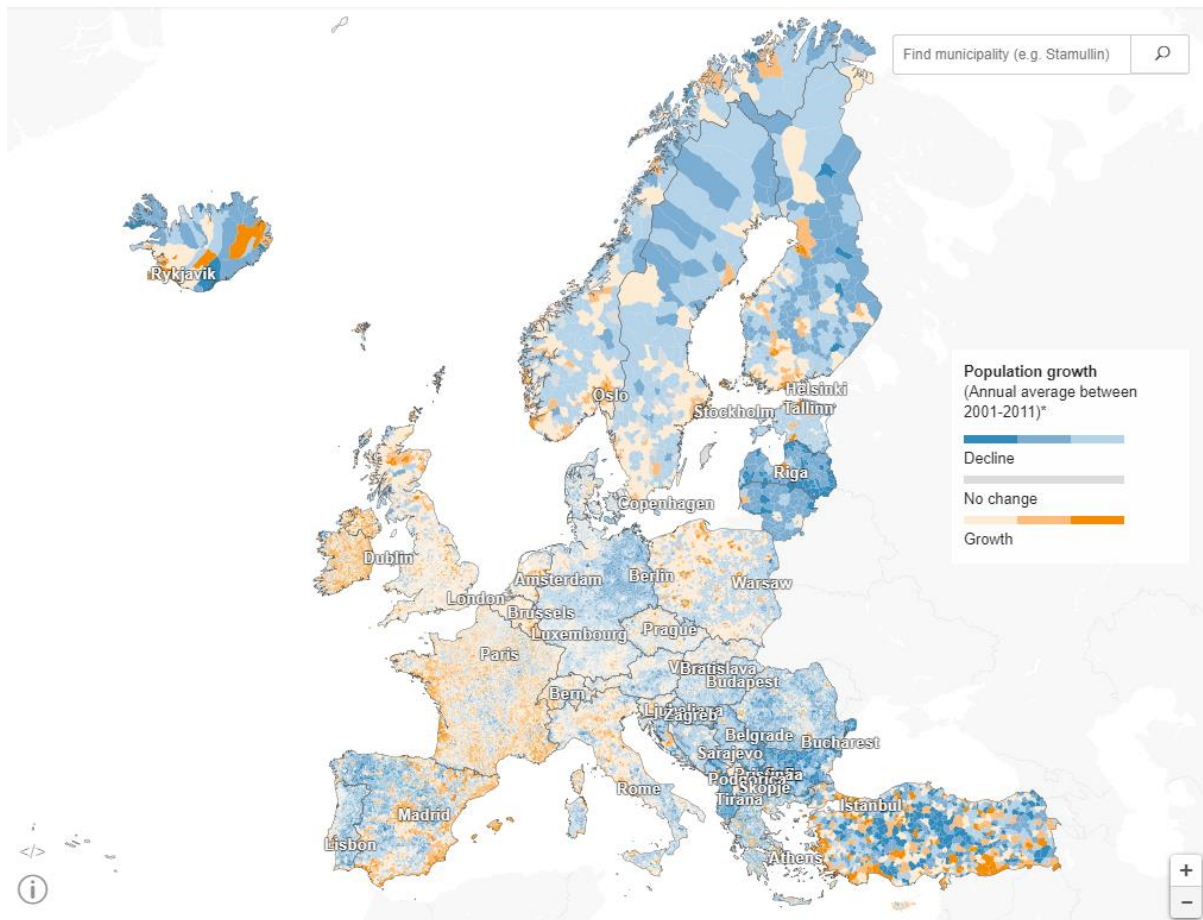 Find municipality (e.g. Stamullin)
Rykjavik
Population growth
(Annual average between
2001-2011)*
Decline
No change
Growth
Helsinki
Oslo
Stockholm
Tallinn
Riga
Copenhagen
Dublin
Amsterdam
Berlin
Warsaw
London
Brussels
Luxembourg
Prague
Paris
Bratislava
Budapest
Bern
Zagreb
Belgrade
Bucharest
Sarajevo
Podgorica
Skopje
Rome
Tirana
Istanbul
Madrid
Lisbon
Athens
</>
i
+
−